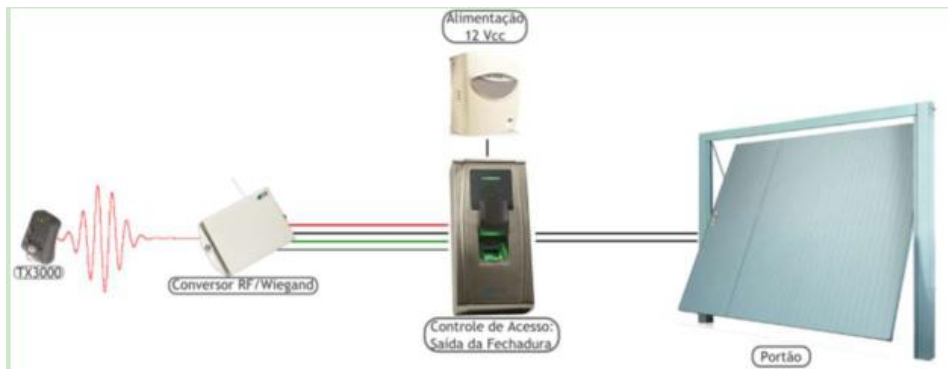 Alimentação
12 Vcc
TX3000
Conversor RF/Wiegand
Controle de Acesso:
Saída da Fechadura
Portão